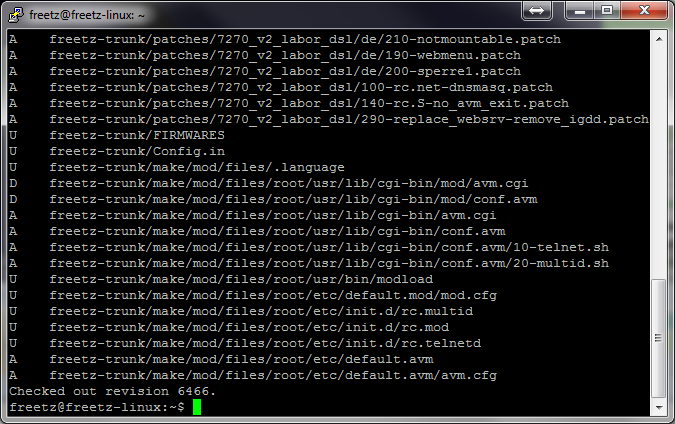 freetz@freetz-linux: ~
A    freetz-trunk/patches/7270_v2_labor_dsl/de/210-notmountable.patch
A    freetz-trunk/patches/7270_v2_labor_dsl/de/190-webmenu.patch
A    freetz-trunk/patches/7270_v2_labor_dsl/de/200-sperre1.patch
A    freetz-trunk/patches/7270_v2_labor_dsl/100-rc.net-dnsmasq.patch
A    freetz-trunk/patches/7270_v2_labor_dsl/140-rc.S-no_avm_exit.patch
A    freetz-trunk/patches/7270_v2_labor_dsl/290-replace_websrv-remove_igdd.patch
U    freetz-trunk/FIRMWARES
U    freetz-trunk/Config.in
U    freetz-trunk/make/mod/files/.language
D    freetz-trunk/make/mod/files/root/usr/lib/cgi-bin/mod/avm.cgi
D    freetz-trunk/make/mod/files/root/usr/lib/cgi-bin/mod/conf.avm
A    freetz-trunk/make/mod/files/root/usr/lib/cgi-bin/avm.cgi
A    freetz-trunk/make/mod/files/root/usr/lib/cgi-bin/conf.avm
A    freetz-trunk/make/mod/files/root/usr/lib/cgi-bin/conf.avm/10-telnet.sh
A    freetz-trunk/make/mod/files/root/usr/lib/cgi-bin/conf.avm/20-multid.sh
U    freetz-trunk/make/mod/files/root/usr/bin/modload
U    freetz-trunk/make/mod/files/root/etc/default.mod/mod.cfg
U    freetz-trunk/make/mod/files/root/etc/init.d/rc.multid
U    freetz-trunk/make/mod/files/root/etc/init.d/rc.mod
U    freetz-trunk/make/mod/files/root/etc/init.d/rc.telnetd
A    freetz-trunk/make/mod/files/root/etc/default.avm
A    freetz-trunk/make/mod/files/root/etc/default.avm/avm.cfg
Checked out revision 6466.
freetz@freetz-linux:~$